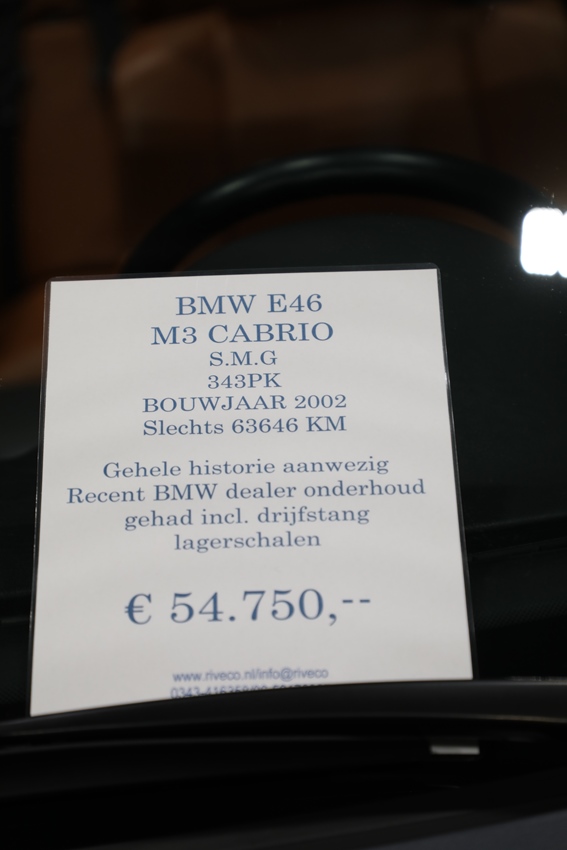 BMW E46
M3 CABRIO
S.M.G
343PK
BOUWJAAR 2002
Slechts 63646 KM
Gehele historie aanwezig
Recent BMW dealer onderhoud
gehad incl. drijfstang
lagerschalen
€ 54.750,--
www.riveco.nl/info@riveco